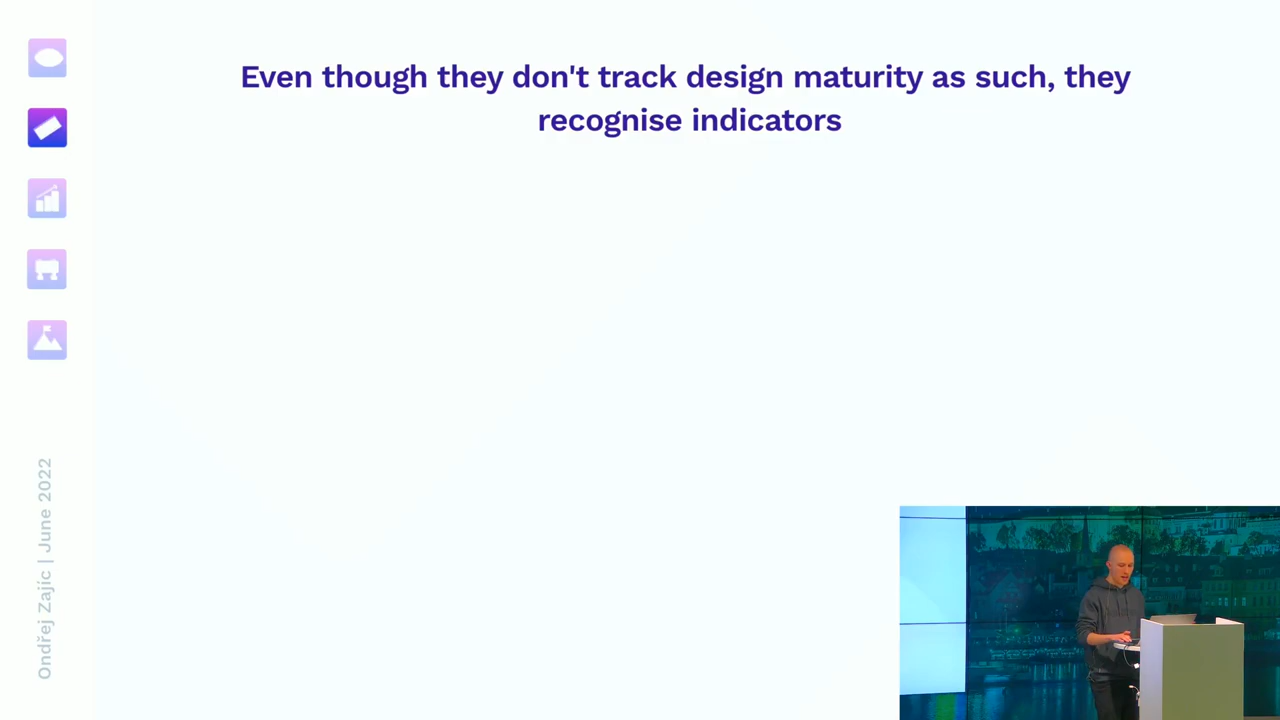 Even though they don't track design maturity as such, they
recognise indicators
Ondřej Zajíc | June 2022